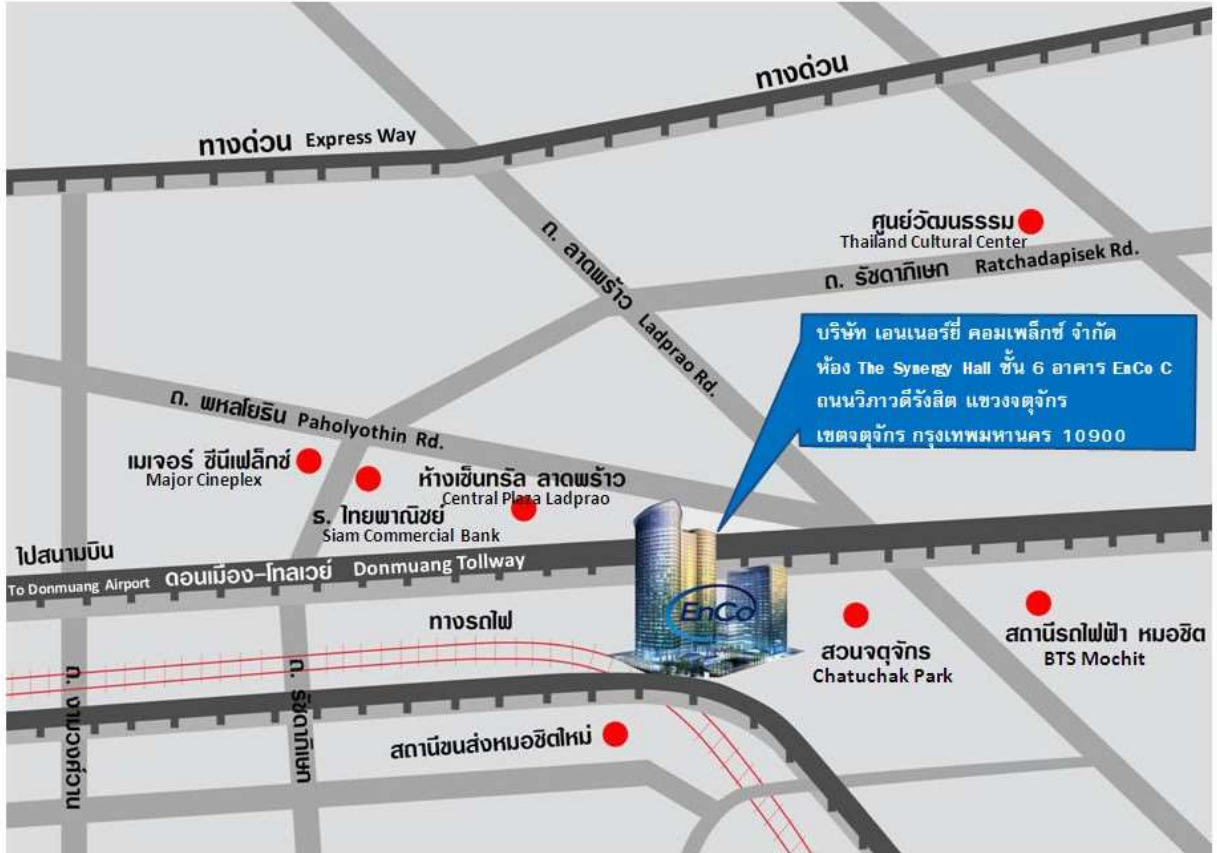 ทางด่วน
ทางด่วน Express Way
ศูนย์วัฒนธรรม
Thailand Cultural Center
ถ. รัชดาภิเษก Ratchadapisek Rd.
ถ. ลาดพร้าว Ladprao Rd.
บริษัท เอนเนอร์ยี่ คอมเพล็กซ์ จำกัด
ห้อง The Synergy Hall ชั้น 6 อาคาร EnCo C
ถนนวิภาวดีรังสิต แขวงจตุจักร
เขตจตุจักร กรุงเทพมหานคร 10900
ถ. พหลโยธิน Paholyothin Rd.
เมเจอร์ ซีนีเฟล็กซ์
Major Cineplex
ห้างเซ็นทรัล ลาดพร้าว
Central Plaza Ladprao
ธ. ไทยพาณิชย์
Siam Commercial Bank
ไปสนามบิน
To Donmuang Airport ดอนเมือง-โทลเวย์ Donmuang Tollway
EnCo
ทางรถไฟ
สวนจตุจักร
Chatuchak Park
สถานีรถไฟฟ้า หมอชิต
BTS Mochit
ถ. งามวงศ์วาน
ถ. รัชดาภิเษก
สถานีขนส่งหมอชิตใหม่